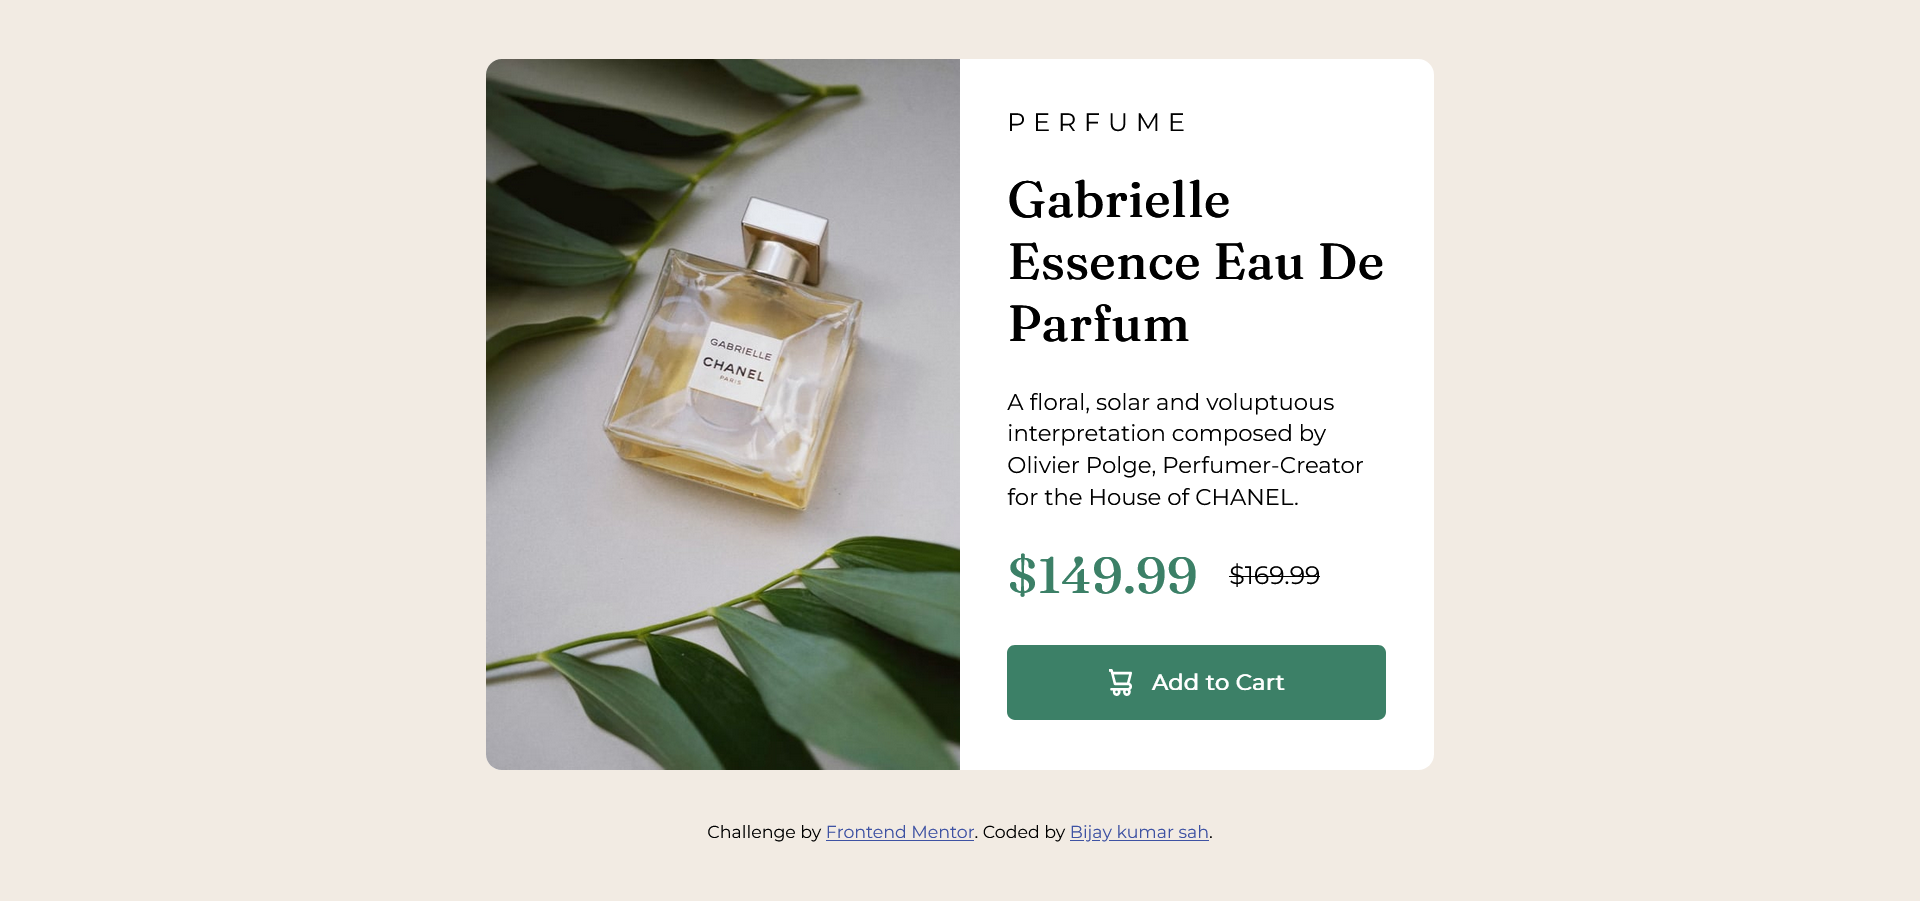 GABRIELLE
CHANEL
PARIS
PERFUME
Gabrielle
Essence Eau De
Parfum
A floral, solar and voluptuous
interpretation composed by
Olivier Polge, Perfumer-Creator
for the House of CHANEL.
$149.99 $169.99
Add to Cart
Challenge by Frontend Mentor. Coded by Bijay kumar sah.